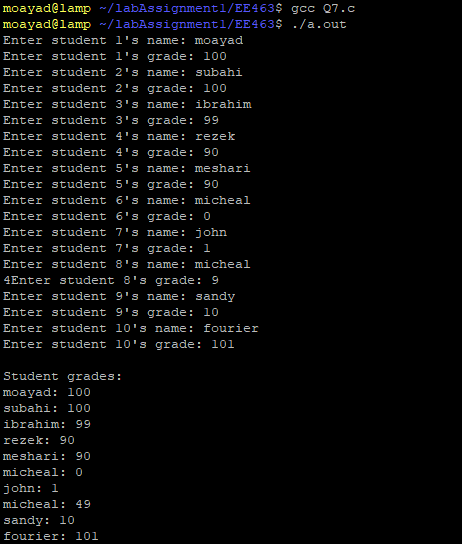 moayad@lamp ~/labAssignment1/EE463$ gcc Q7.c
moayad@lamp ~/labAssignment1/EE463$ ./a.out
Enter student 1's name: moayad
Enter student 1's grade: 100
Enter student 2's name: subahi
Enter student 2's grade: 100
Enter student 3's name: ibrahim
Enter student 3's grade: 99
Enter student 4's name: rezek
Enter student 4's grade: 90
Enter student 5's name: meshari
Enter student 5's grade: 90
Enter student 6's name: micheal
Enter student 6's grade: 0
Enter student 7's name: john
Enter student 7's grade: 1
Enter student 8's name: micheal
4Enter student 8's grade: 9
Enter student 9's name: sandy
Enter student 9's grade: 10
Enter student 10's name: fourier
Enter student 10's grade: 101

Student grades:
moayad: 100
subahi: 100
ibrahim: 99
rezek: 90
meshari: 90
micheal: 0
john: 1
micheal: 49
sandy: 10
fourier: 101